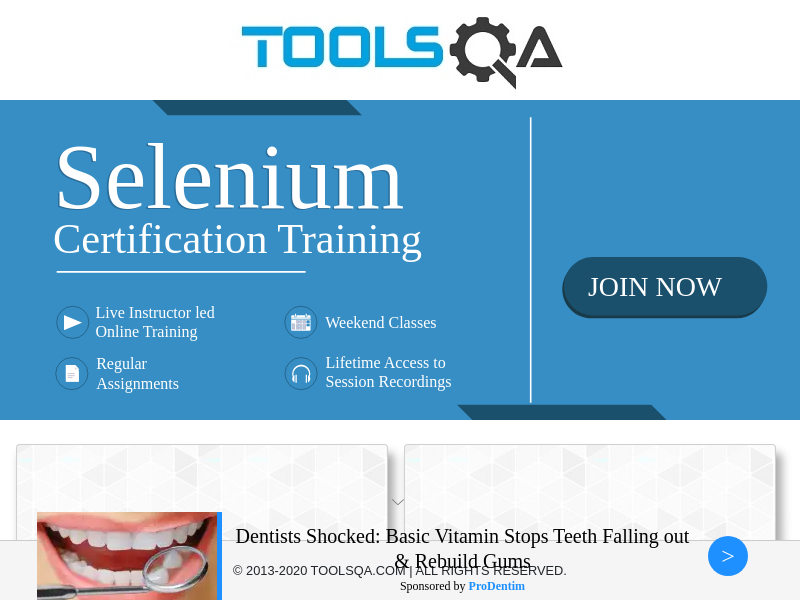 TOOLSQA
Selenium
Certification Training
Live Instructor led
Online Training
Weekend Classes
Regular
Assignments
Lifetime Access to
Session Recordings
JOIN NOW
Dentists Shocked: Basic Vitamin Stops Teeth Falling out
& Rebuild Gums
© 2013-2020 TOOLSQA.COM | ALL RIGHTS RESERVED.
Sponsored by ProDentim
>